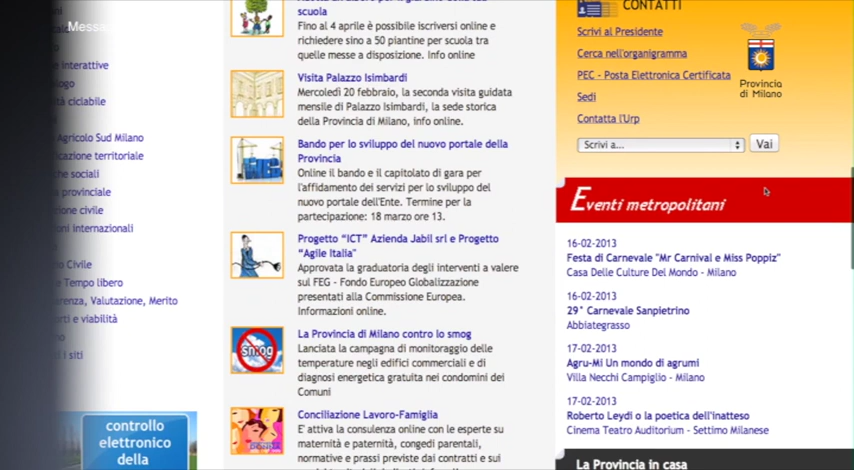 Messag
interattive
ciclabile
Agricolo Sud Milano
territoriale
sociali
provinciale
civile
Internazionali
Civile
Tempo libero
Valutazione, Merito
e viabilità
i siti
controllo
elettronico
della
scuola
Fino al 4 aprile è possibile iscriversi online e
richiedere sino a 50 piantine per scuola tra
quelle messe a disposizione. Info online
Visita Palazzo Isimbardi
Mercoledì 20 febbraio, la seconda visita guidata
mensile di Palazzo Isimbardi, la sede storica
della Provincia di Milano, info online.
Bando per lo sviluppo del nuovo portale della
Provincia
Online il bando e il capitolato di gara per
l'affidamento dei servizi per lo sviluppo del
nuovo portale dell'Ente. Termine per la
partecipazione: 18 marzo ore 13.
Progetto “ICT” Azienda Jabil srl e Progetto
“Agile Italia"
Approvata la graduatoria degli interventi a valere
sul FEG - Fondo Europeo Globalizzazione
presentati alla Commissione Europea.
Informazioni online.
smog
La Provincia di Milano contro lo smog
Lanciata la campagna di monitoraggio delle
temperature negli edifici commerciali e di
diagnosi energetica gratuita nei condomini dei
Comuni
Conciliazione Lavoro-Famiglia
E' attiva la consulenza online con le esperte su
maternità e paternità, congedi parentali,
normative e prassi previste dai contratti e sui
CONTATTI
Scrivi al Presidente
Cerca nell'organigramma
PEC - Posta Elettronica Certificata
Sedi
Contatta l'Urp
Scrivi a...
Vai
Provincia
di Milano
Eventi metropolitani
16-02-2013
Festa di Carnevale "Mr Carnival e Miss Poppiz"
Casa Delle Culture Del Mondo - Milano
16-02-2013
29° Carnevale Sanpietrino
Abbiategrasso
17-02-2013
Agru-Mi Un mondo di agrumi
Villa Necchi Campiglio - Milano
17-02-2013
Roberto Leydi o la poetica dell'inatteso
Cinema Teatro Auditorium - Settimo Milanese
La Provincia in casa